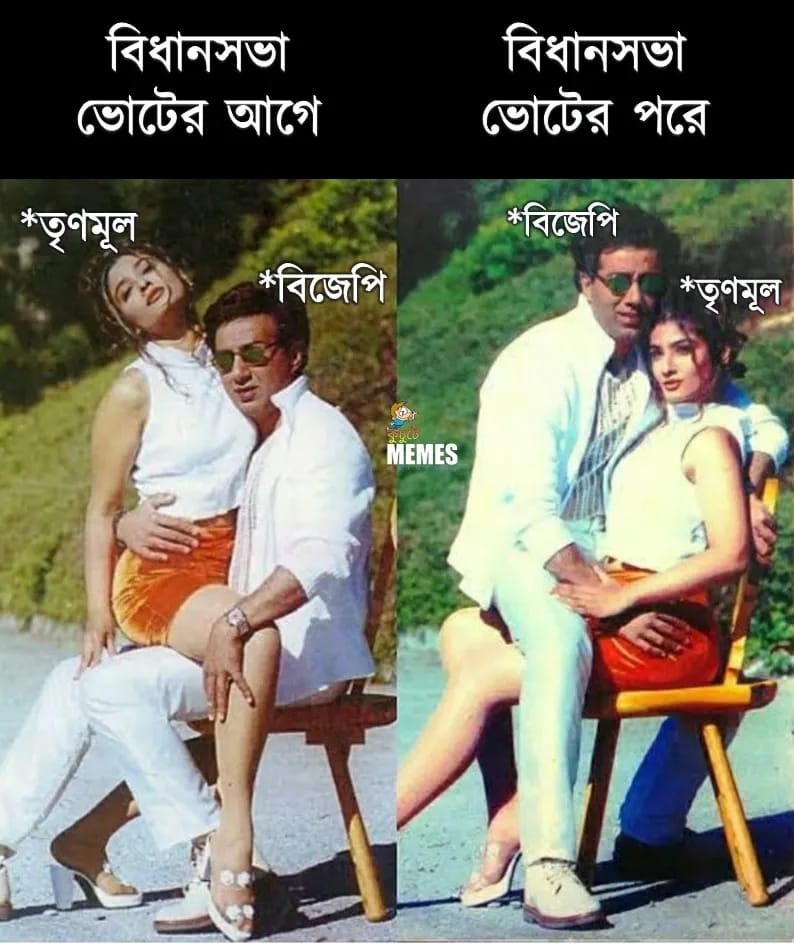 বিধানসভা
ভোটের আগে
বিধানসভা
ভোটের পরে
*তৃণমূল
*বিজেপি
*বিজেপি
*তৃণমূল
কুচুটে
MEMES